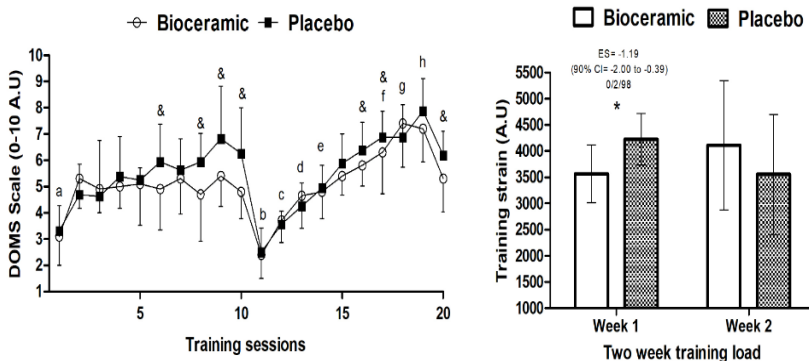 Bioceramic Placebo
DOMS Scale (0-10 A.U)
10
9
8
7
6
5
4
3
2
1
a & & & & b c d e & & f g h &
5 10 15 20
Training sessions
Bioceramic Placebo
ES= -1.19
(90% CI= -2.00 to -0.39)
0/2/98
*
Training strain (A.U)
5500
5000
4500
4000
3500
3000
2500
2000
1500
1000
Week 1 Week 2
Two week training load